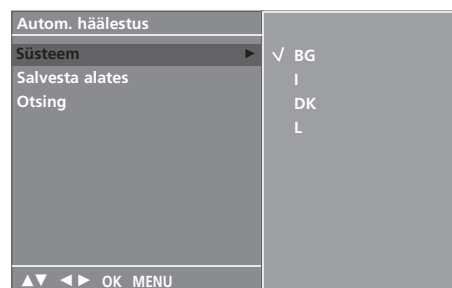 Autom. häälestus
Süsteem ►
Salvesta alates
Otsing
√ BG
I
DK
L
▲▼ ◄► OK MENU